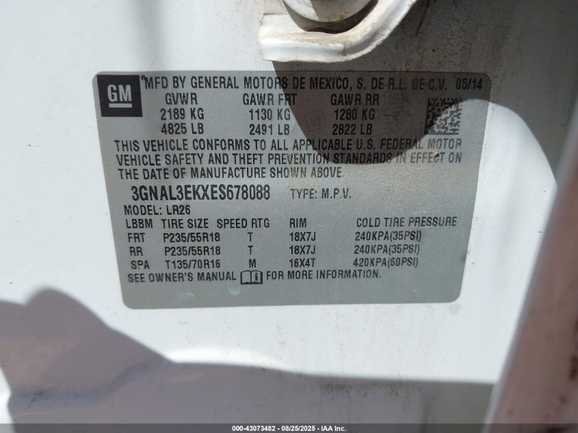 GM
MFD BY GENERAL MOTORS DE MEXICO, S. DE R.L. DE C.V. 05/14
GVWR GAWR FRT GAWR RR
2189 KG 1130 KG 1280 KG
4825 LB 2491 LB 2822 LB
THIS VEHICLE CONFORMS TO ALL APPLICABLE U.S. FEDERAL MOTOR
VEHICLE SAFETY AND THEFT PREVENTION STANDARDS IN EFFECT ON
THE DATE OF MANUFACTURE SHOWN ABOVE.
3GNAL3EKXES678088 TYPE: M.P.V.
MODEL: LR26
LBBM TIRE SIZE SPEED RTG RIM COLD TIRE PRESSURE
FRT P235/55R18 T 18X7J 240KPA(35PSI)
RR P235/55R18 T 18X7J 240KPA(35PSI)
SPA T135/70R16 M 16X4T 420KPA(60PSI)
SEE OWNER'S MANUAL FOR MORE INFORMATION.
000-43073482 - 08/25/2025 - Copyright IAA, Inc.